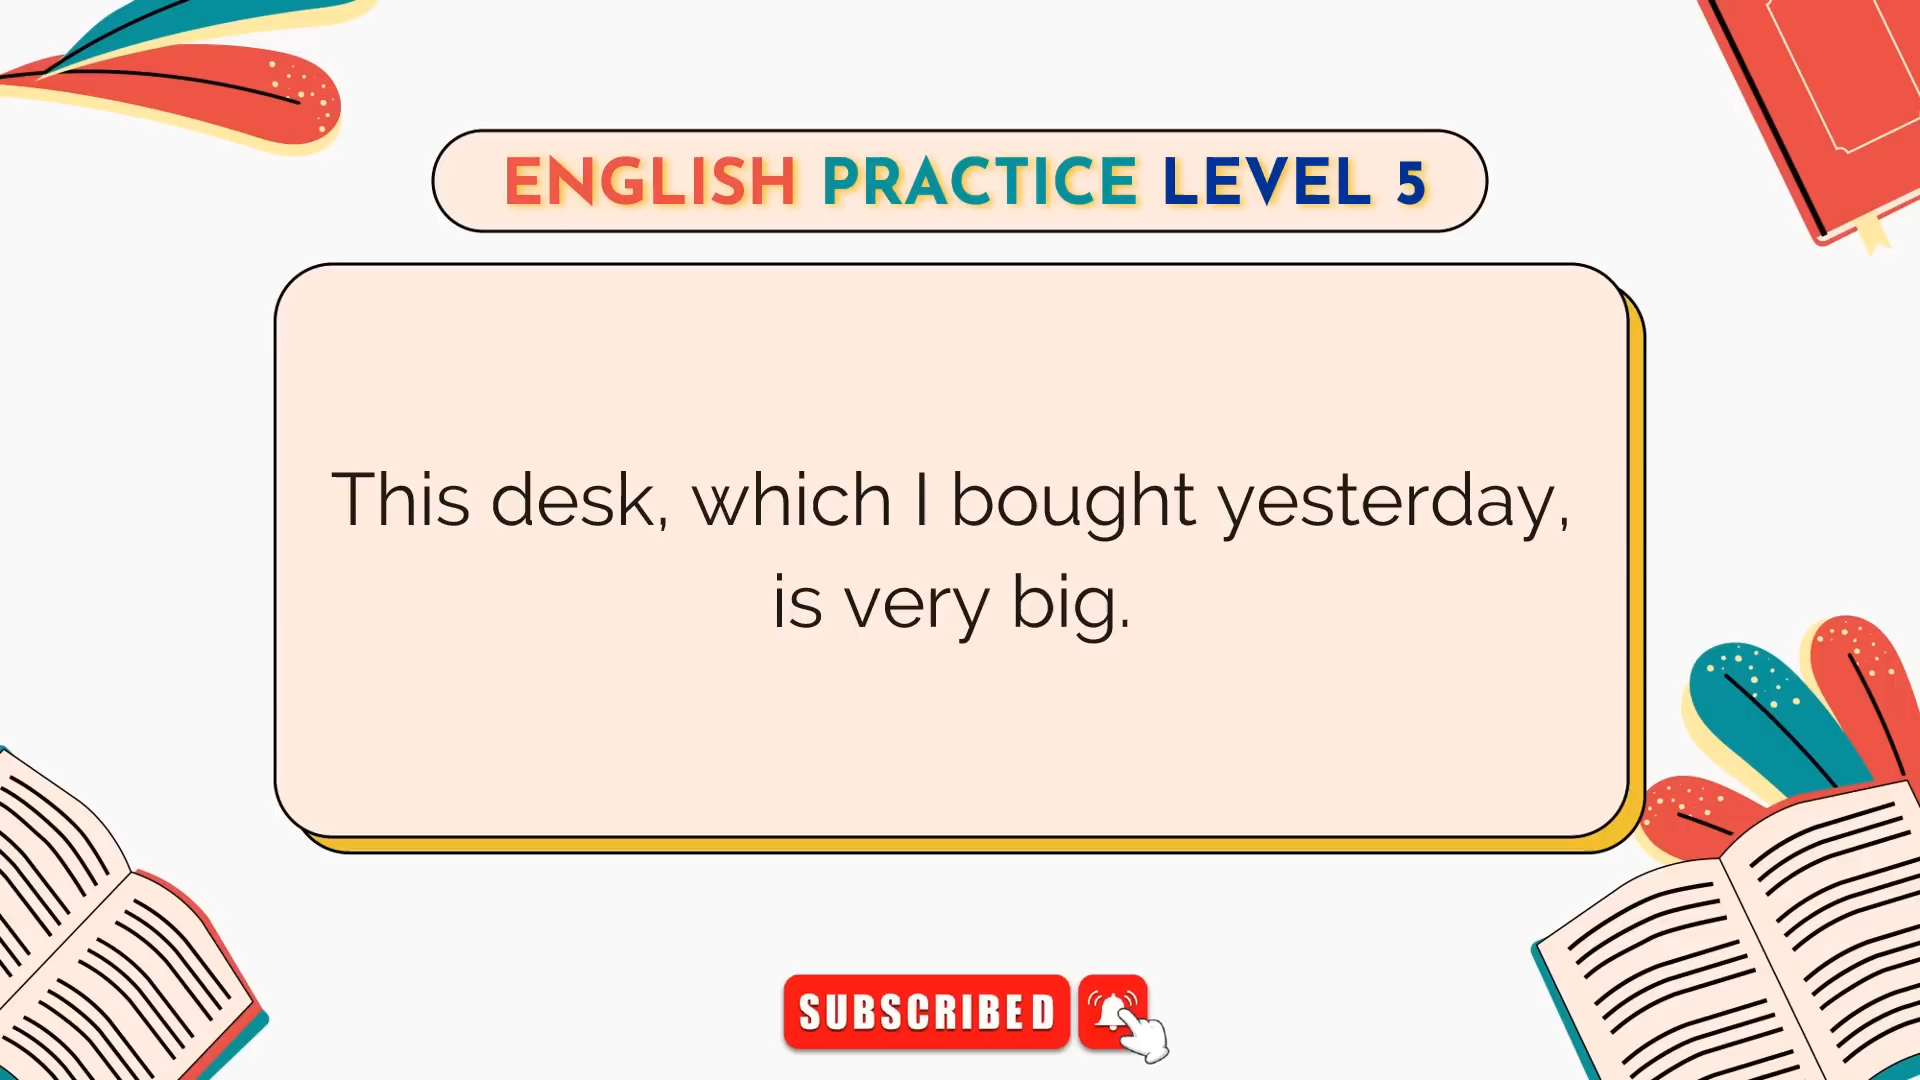 ENGLISH PRACTICE LEVEL 5
This desk, which I bought yesterday,
is very big.
SUBSCRIBED